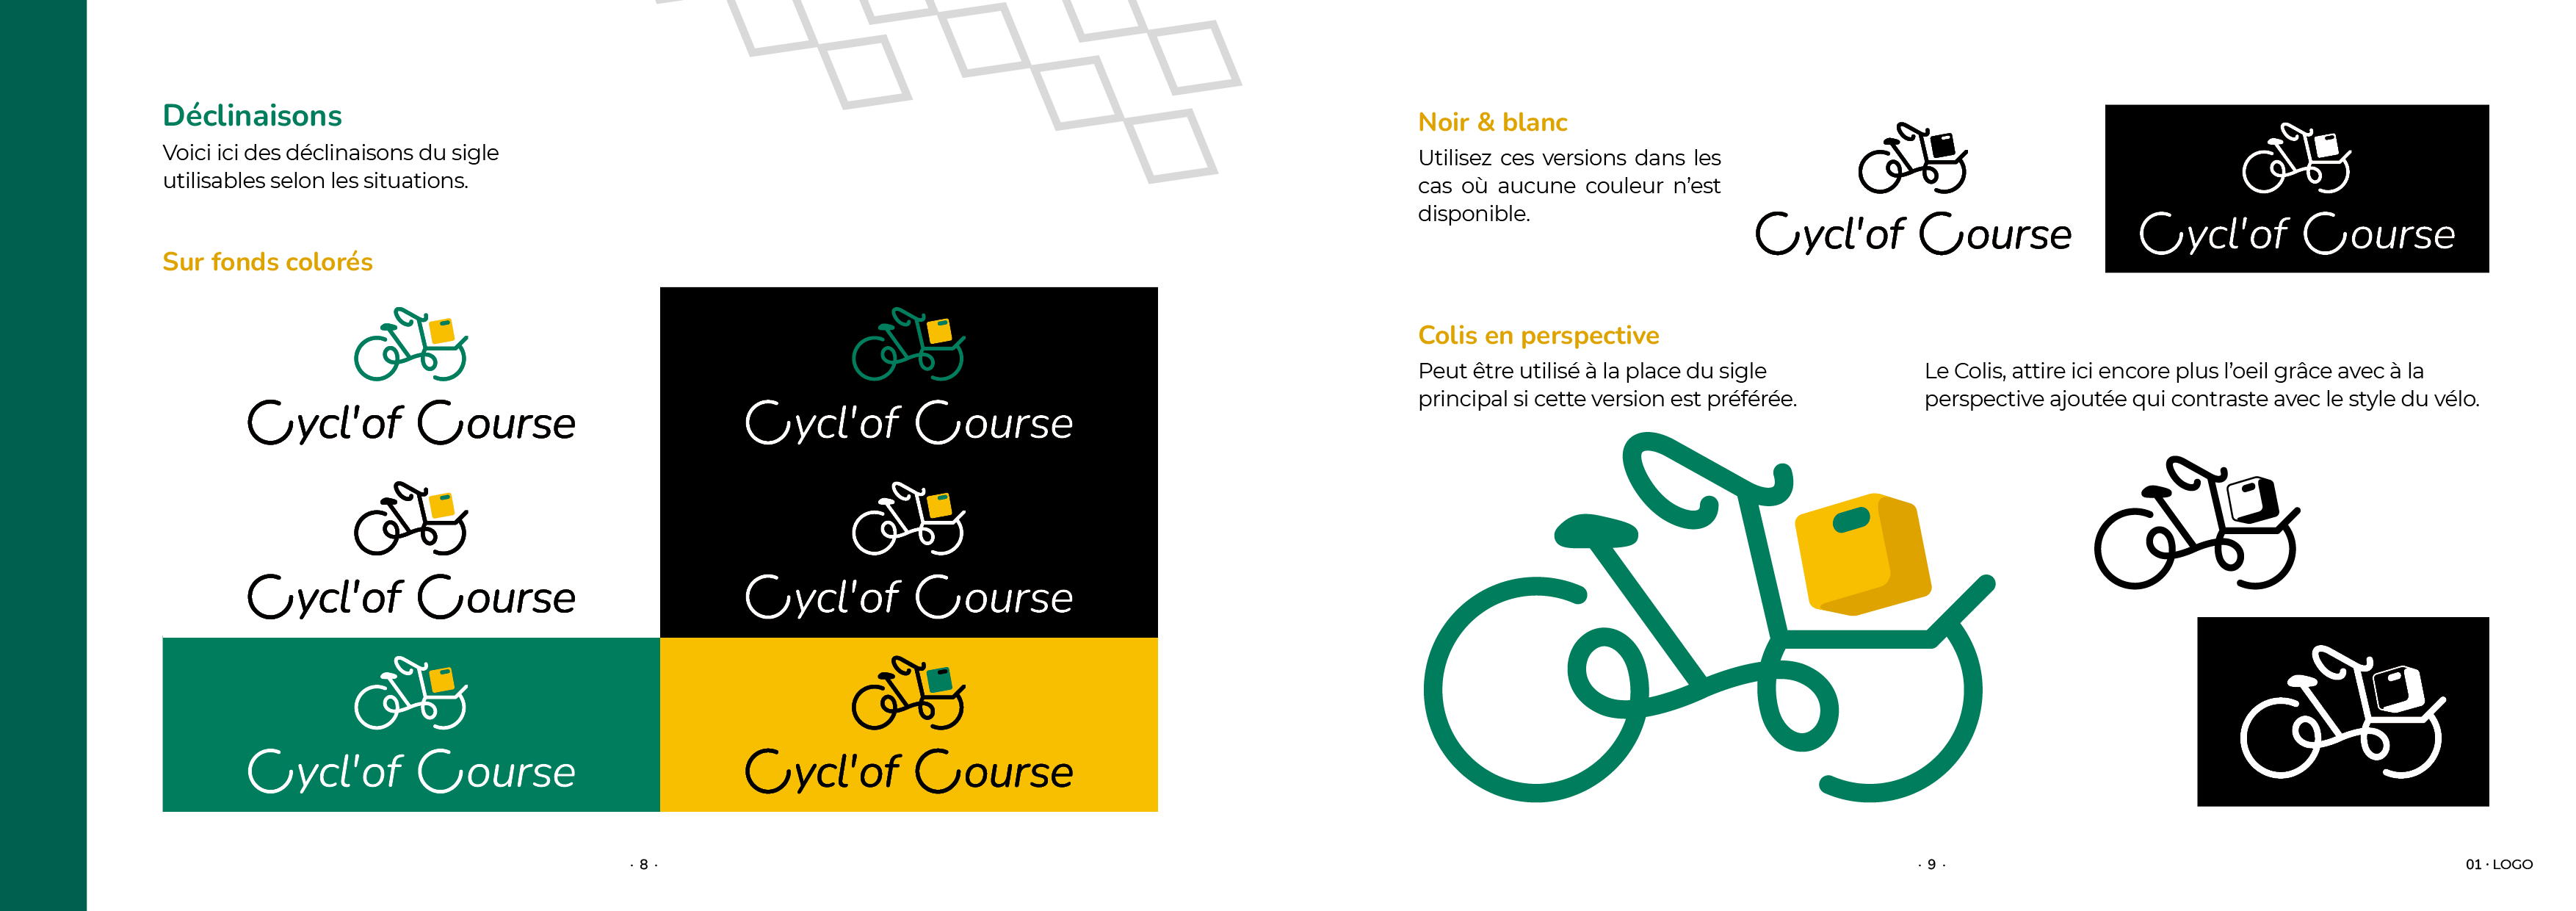 Déclinaisons
Voici ici des déclinaisons du sigle
utilisables selon les situations.
Sur fonds colorés
Cycl'of Course
Cycl'of Course
Cycl'of Course
Cycl'of Course
Cycl'of Course
Cycl'of Course
· 8 ·
Noir & blanc
Utilisez ces versions dans les
cas où aucune couleur n’est
disponible.
Cycl'of Course
Cycl'of Course
Colis en perspective
Peut être utilisé à la place du sigle
principal si cette version est préférée.
Le Colis, attire ici encore plus l’oeil grâce avec à la
perspective ajoutée qui contraste avec le style du vélo.
· 9 ·
01 · LOGO